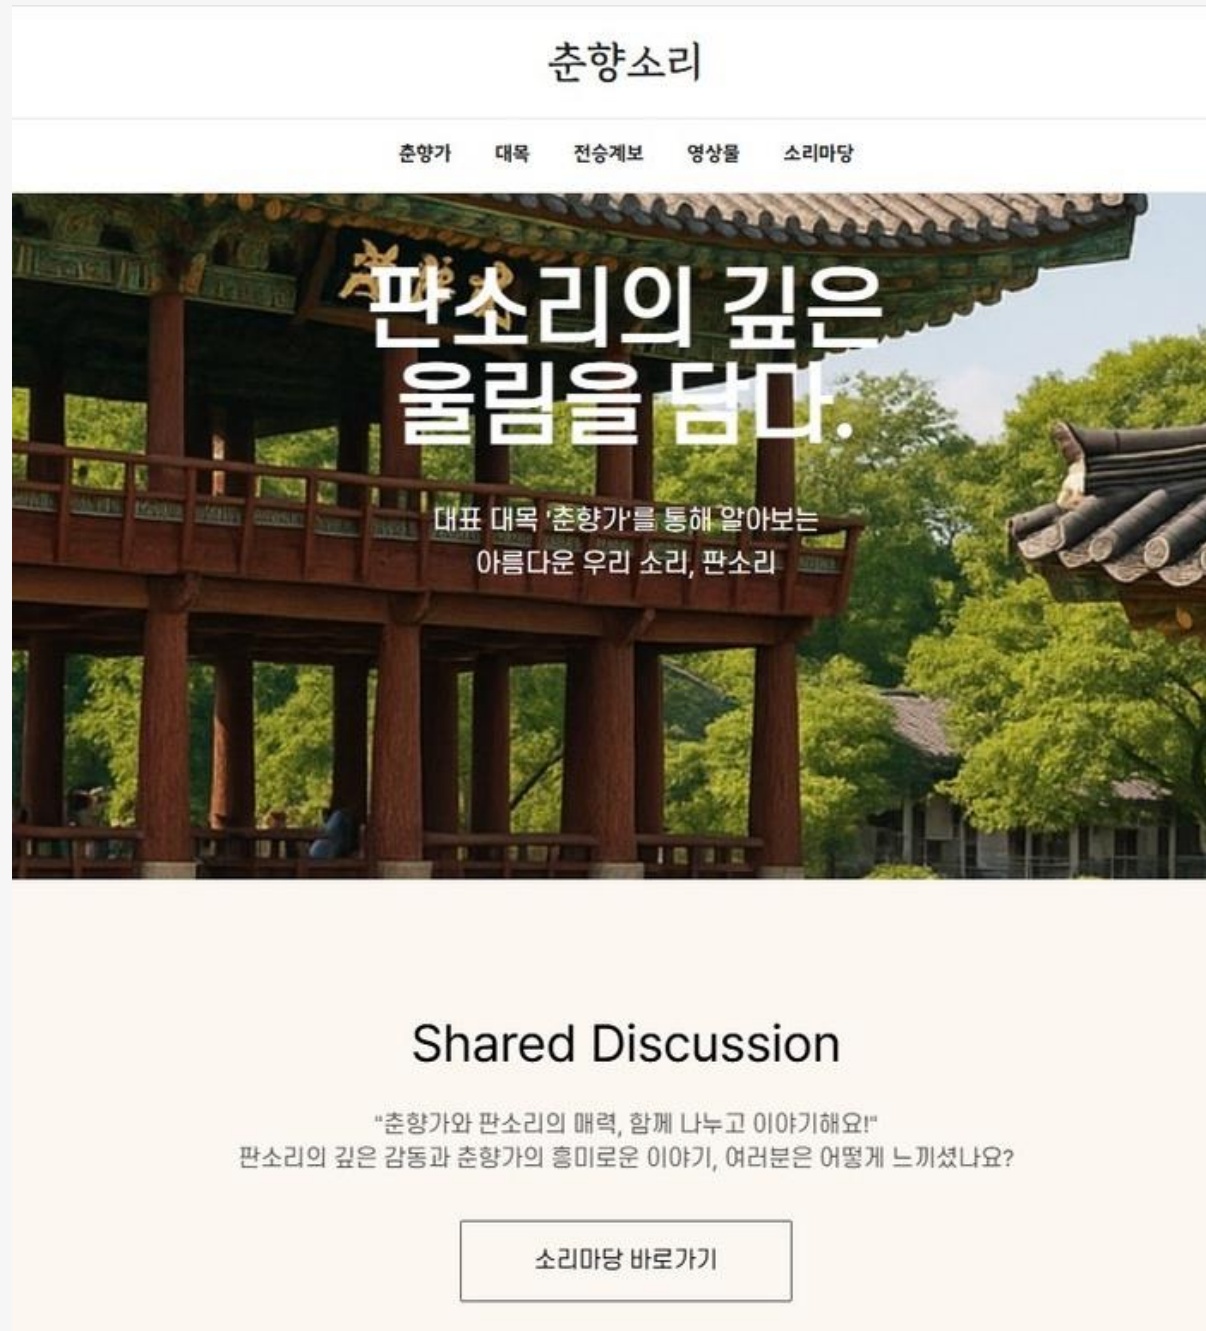 춘향소리
춘향가 대목 전승계보 영상물 소리마당
판소리의 깊은
울림을 담다.
대표 대목 '춘향가'를 통해 알아보는
아름다운 우리 소리, 판소리
Shared Discussion
"춘향가와 판소리의 매력, 함께 나누고 이야기해요!"
판소리의 깊은 감동과 춘향가의 흥미로운 이야기, 여러분은 어떻게 느끼셨나요?
소리마당 바로가기